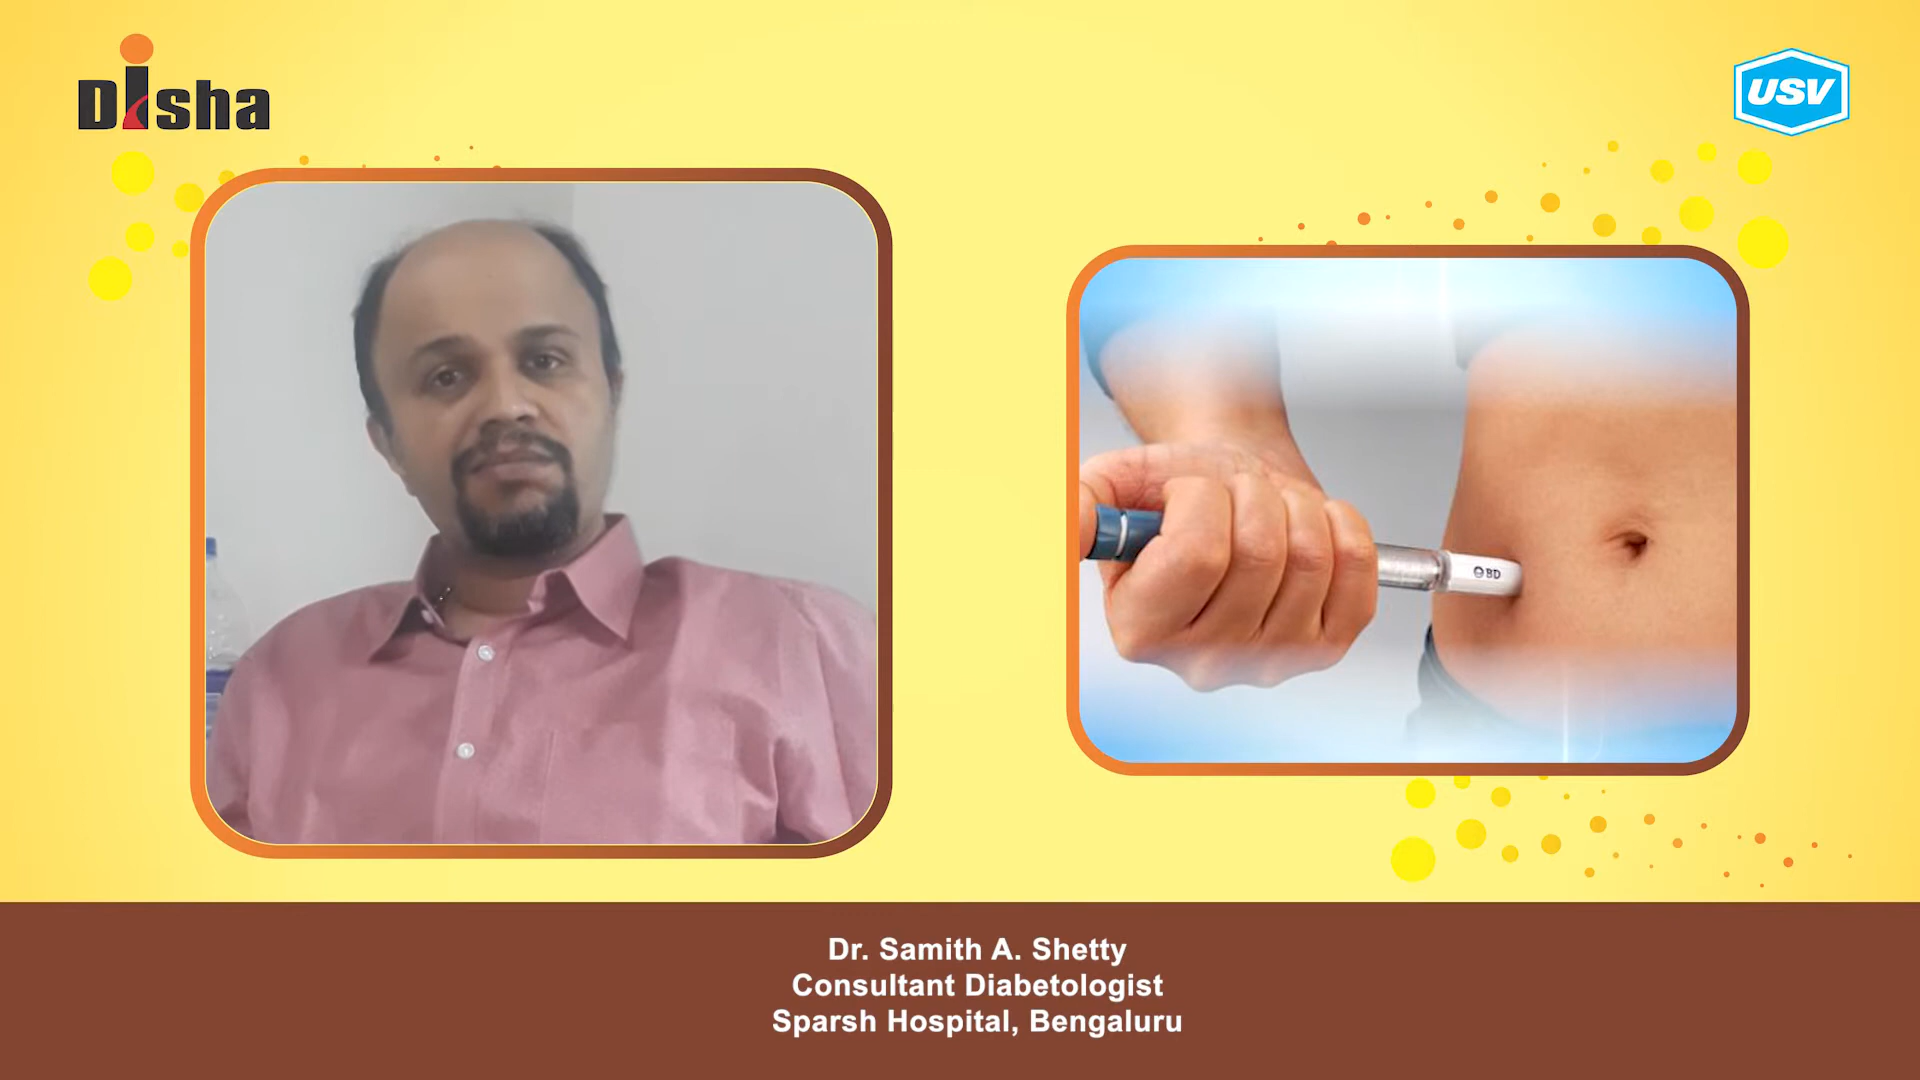 Disha
USV
BD
Dr. Samith A. Shetty
Consultant Diabetologist
Sparsh Hospital, Bengaluru